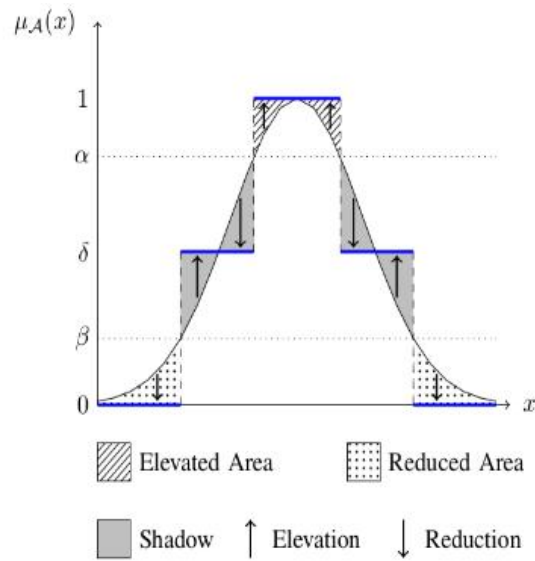 μ𝒜(x)
1
α
δ
β
0
x
Elevated Area
Reduced Area
Shadow
Elevation
Reduction